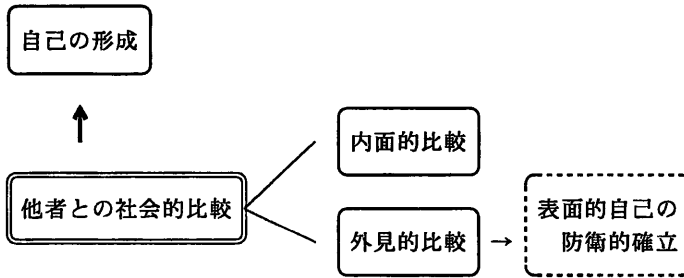 自己の形成
内面的比較
他者との社会的比較
外見的比較
表面的自己の
防衛的確立